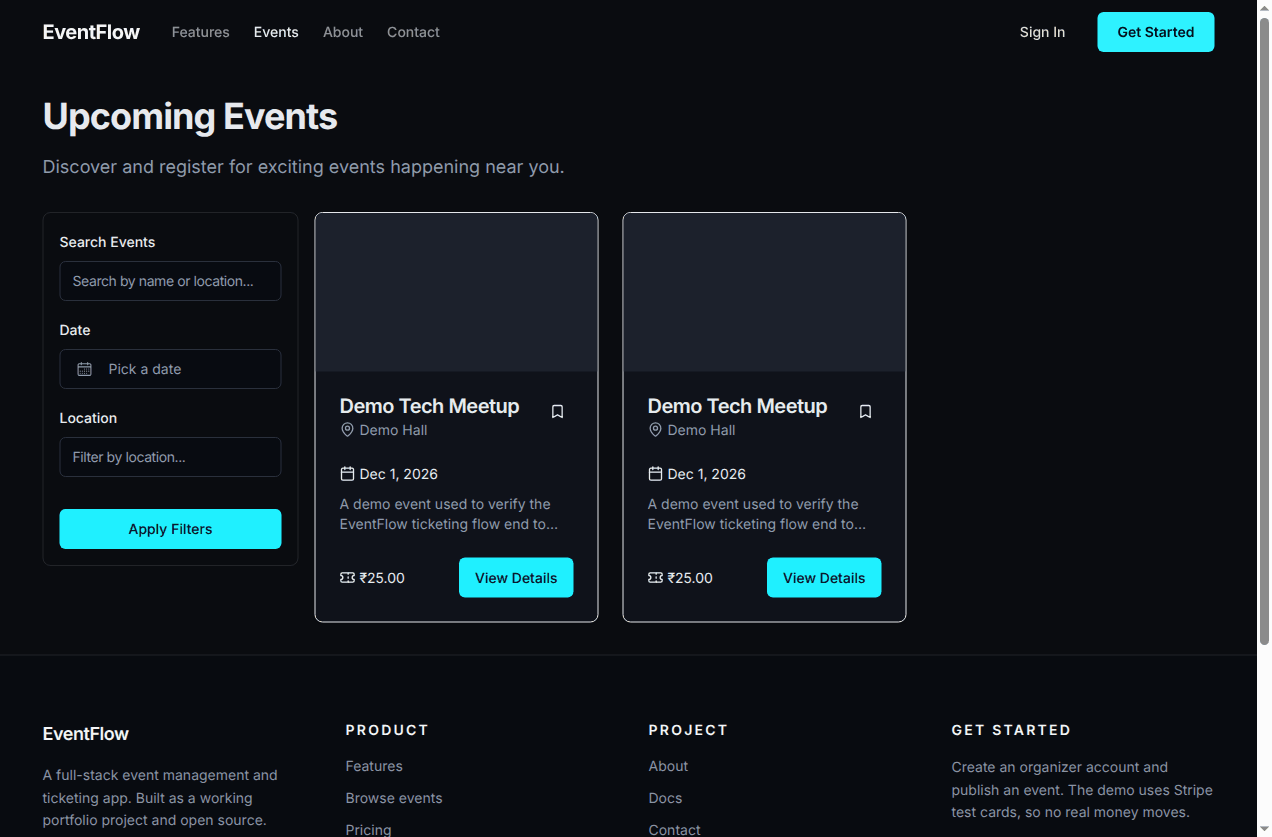 EventFlow
Features
Events
About
Contact
Sign In
Get Started
Upcoming Events
Discover and register for exciting events happening near you.
Search Events
Search by name or location...
Date
Pick a date
Location
Filter by location...
Apply Filters
Demo Tech Meetup
Demo Hall
Dec 1, 2026
A demo event used to verify the
EventFlow ticketing flow end to...
₹25.00
View Details
Demo Tech Meetup
Demo Hall
Dec 1, 2026
A demo event used to verify the
EventFlow ticketing flow end to...
₹25.00
View Details
EventFlow
A full-stack event management and
ticketing app. Built as a working
portfolio project and open source.
PRODUCT
Features
Browse events
Pricing
PROJECT
About
Docs
Contact
GET STARTED
Create an organizer account and
publish an event. The demo uses Stripe
test cards, so no real money moves.